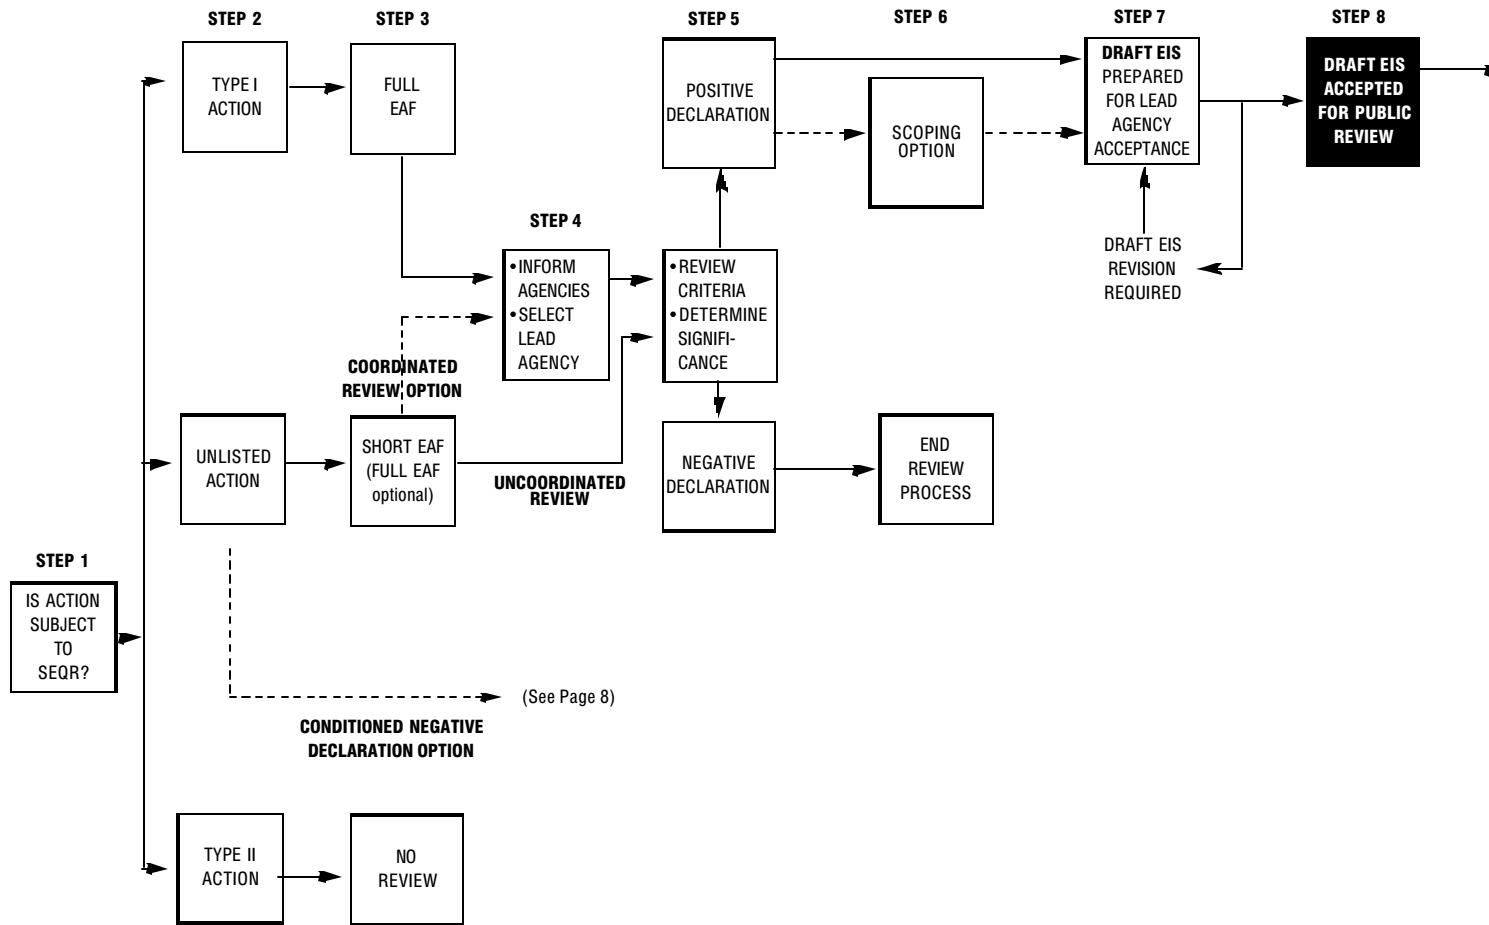 STEP 2
STEP 3
STEP 5
STEP 6
STEP 7
STEP 8
TYPE I
ACTION
FULL
EAF
POSITIVE
DECLARATION
SCOPING
OPTION
DRAFT EIS
PREPARED
FOR LEAD
AGENCY
ACCEPTANCE
DRAFT EIS
ACCEPTED
FOR PUBLIC
REVIEW
STEP 4
• INFORM
AGENCIES
• SELECT
LEAD
AGENCY
• REVIEW
CRITERIA
• DETERMINE
SIGNIFI-
CANCE
DRAFT EIS
REVISION
REQUIRED
COORDINATED
REVIEW OPTION
UNLISTED
ACTION
SHORT EAF
(FULL EAF
optional)
UNCOORDINATED
REVIEW
NEGATIVE
DECLARATION
END
REVIEW
PROCESS
STEP 1
IS ACTION
SUBJECT
TO
SEQR?
(See Page 8)
CONDITIONED NEGATIVE
DECLARATION OPTION
TYPE II
ACTION
NO
REVIEW